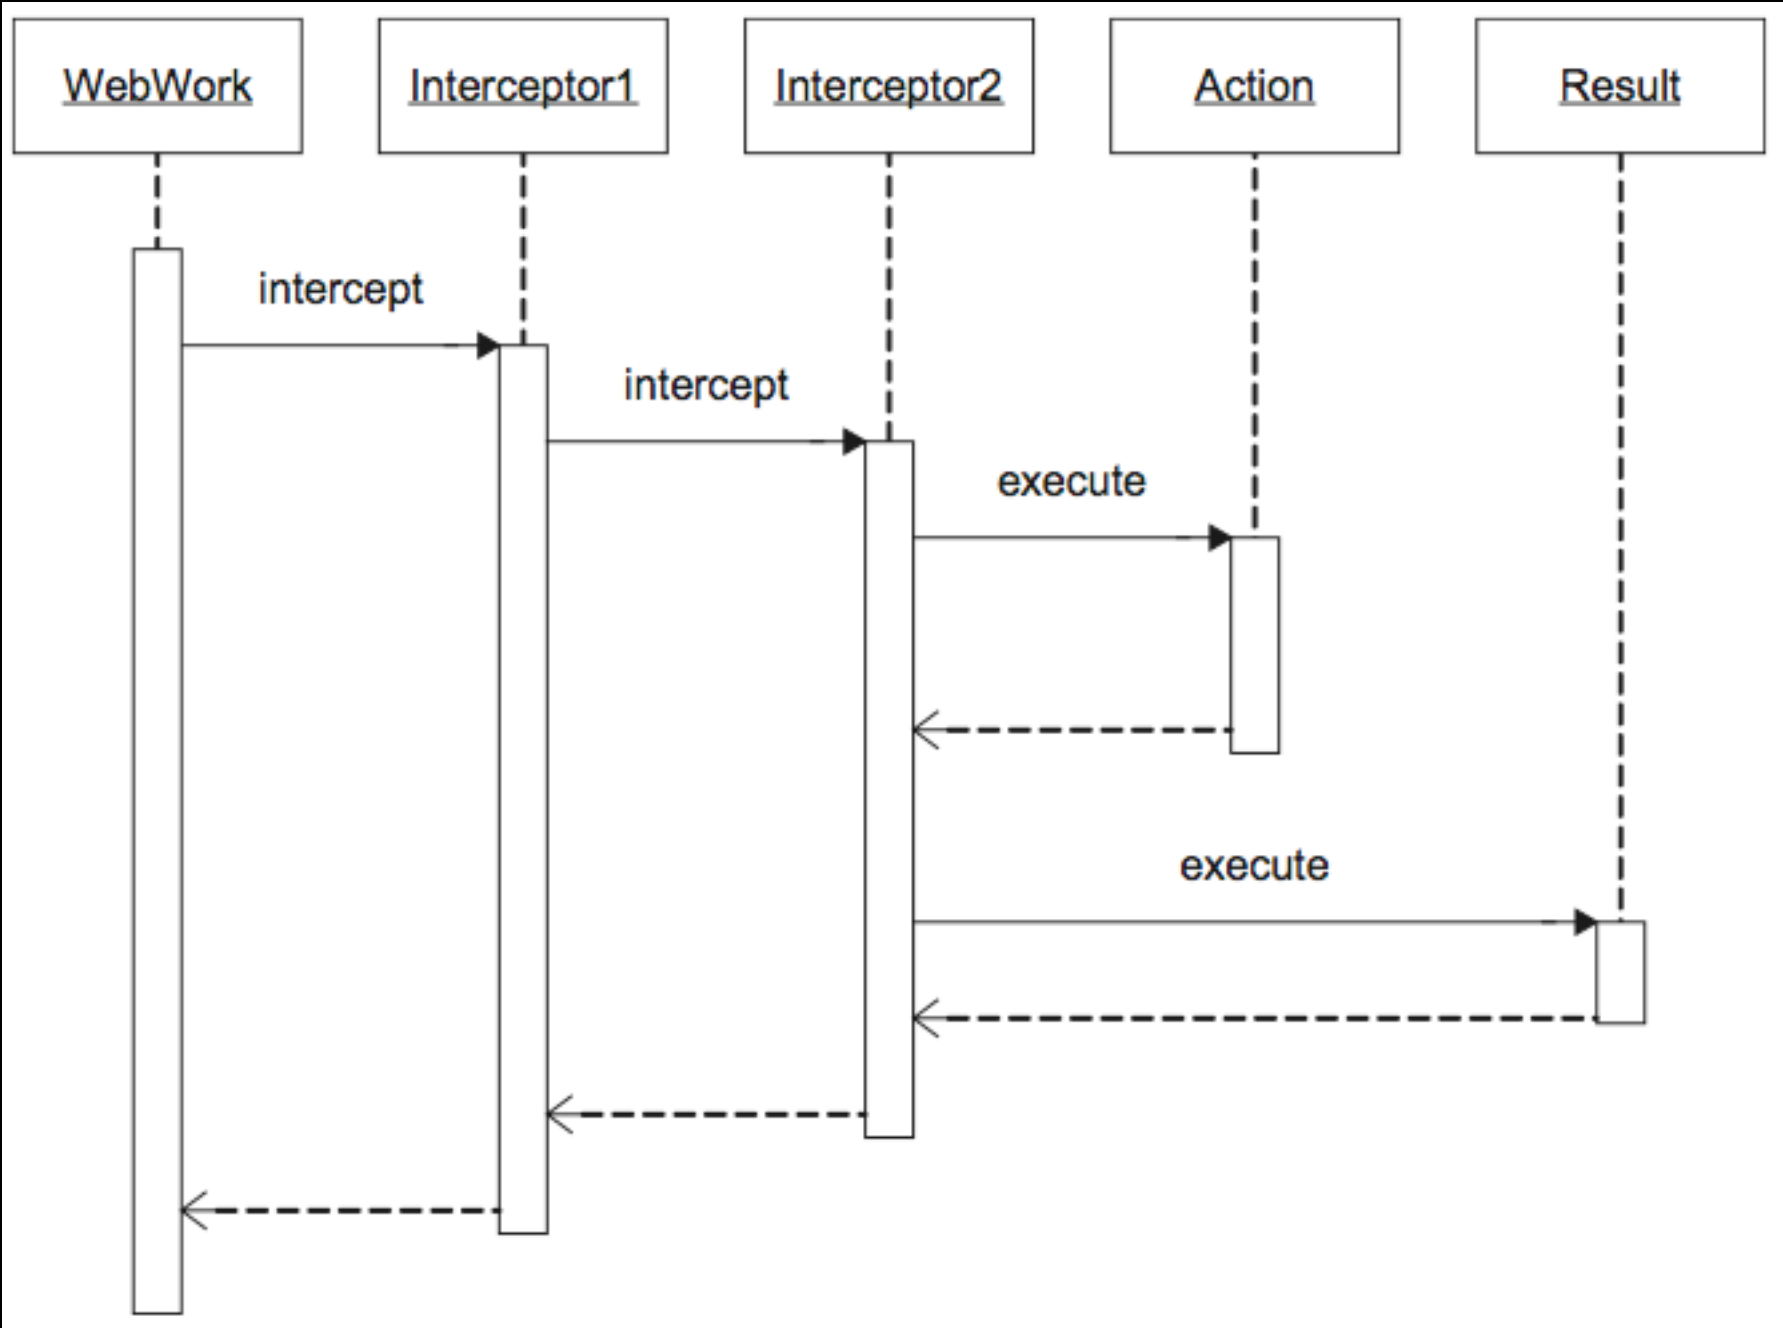 WebWork
Interceptor1
Interceptor2
Action
Result
intercept
intercept
execute
execute